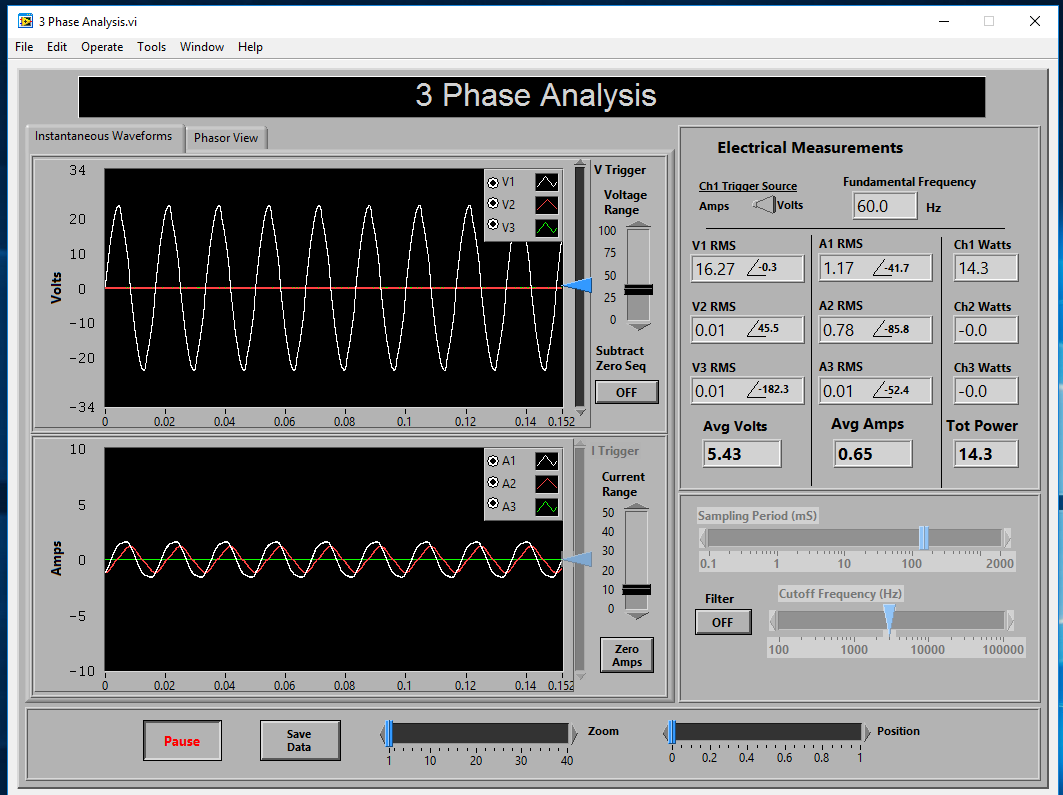 3 Phase Analysis.vi
File Edit Operate Tools Window Help
3 Phase Analysis
Instantaneous Waveforms
Phasor View
Volts
34
20
10
0
-10
-20
-34
0 0.02 0.04 0.06 0.08 0.1 0.12 0.14 0.152
V1
V2
V3
V Trigger
Voltage
Range
100
75
50
25
0
Subtract
Zero Seq
OFF
Amps
10
5
0
-5
-10
0 0.02 0.04 0.06 0.08 0.1 0.12 0.14 0.152
A1
A2
A3
I Trigger
Current
Range
50
40
30
20
10
0
Zero
Amps
Electrical Measurements
Ch1 Trigger Source
Amps Volts
Fundamental Frequency
60.0 Hz
V1 RMS A1 RMS Ch1 Watts
16.27 -0.3 1.17 -41.7 14.3
V2 RMS A2 RMS Ch2 Watts
0.01 45.5 0.78 -85.8 -0.0
V3 RMS A3 RMS Ch3 Watts
0.01 -182.3 0.01 -52.4 -0.0
Avg Volts Avg Amps Tot Power
5.43 0.65 14.3
Sampling Period (mS)
0.1 1 10 100 2000
Filter
OFF
Cutoff Frequency (Hz)
100 1000 10000 100000
Pause
Save
Data
Zoom
1 10 20 30 40
Position
0 0.2 0.4 0.6 0.8 1